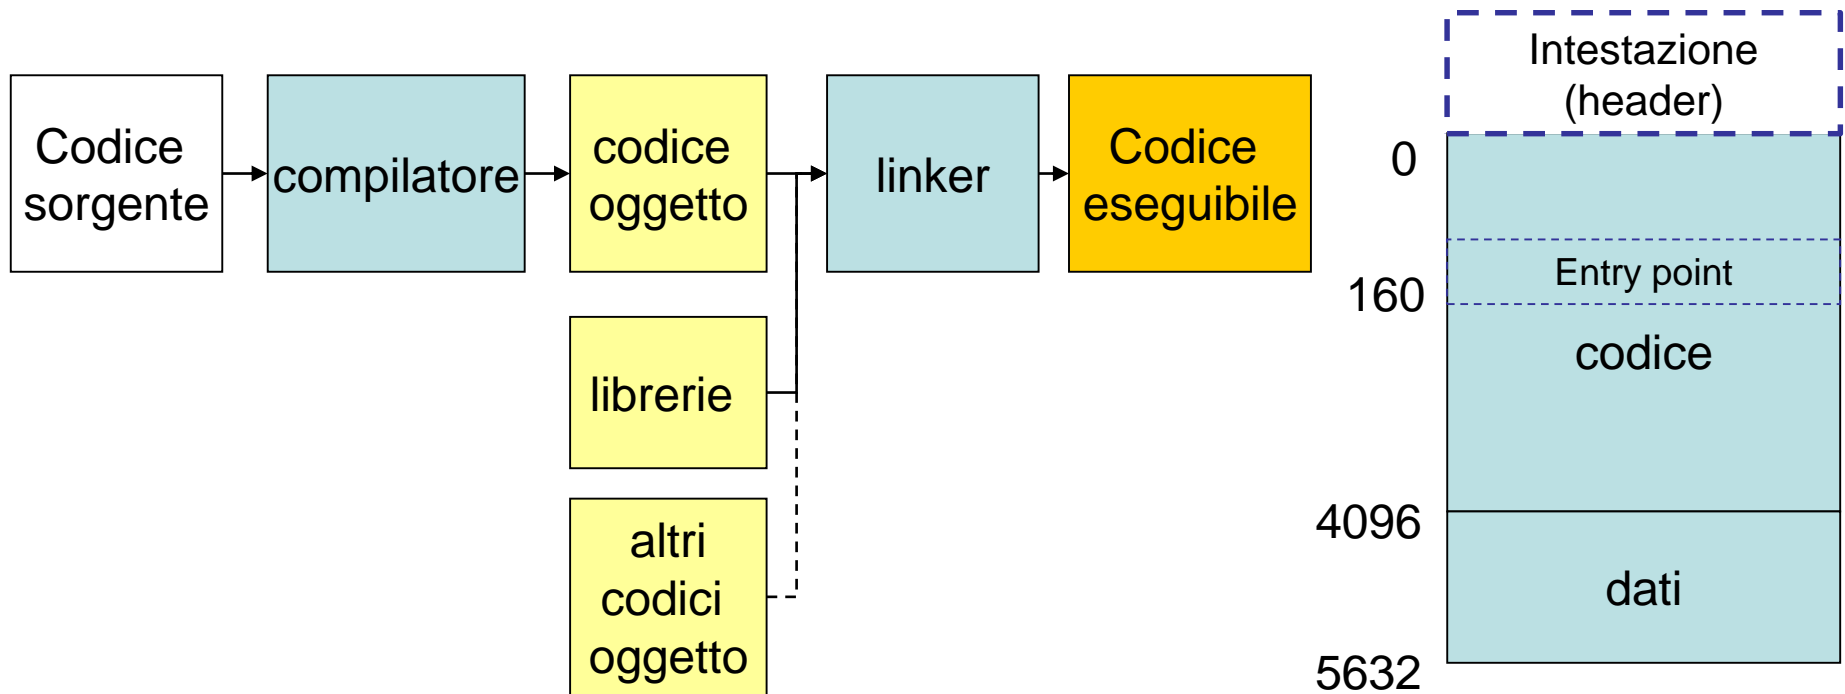 Codice
sorgente
compilatore
codice
oggetto
linker
Codice
eseguibile
librerie
altri
codici
oggetto
Intestazione
(header)
0
Entry point
160
codice
4096
dati
5632